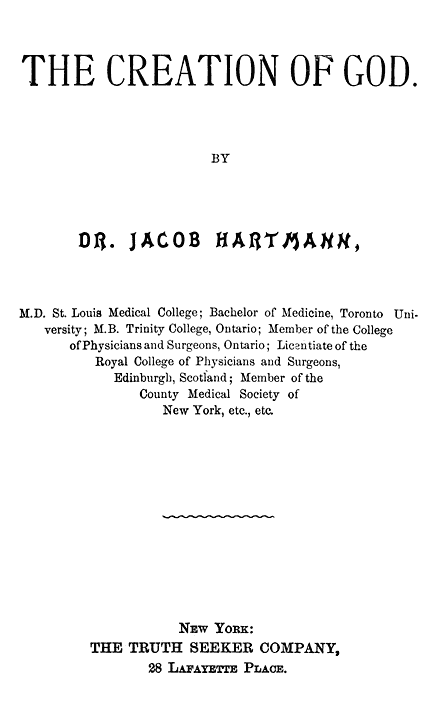 THE CREATION OF GOD.
BY
DR. JACOB HARTMANN,
M.D. St. Louis Medical College; Bachelor of Medicine, Toronto Uni-
versity; M.B. Trinity College, Ontario; Member of the College
of Physicians and Surgeons, Ontario; Licentiate of the
Royal College of Physicians and Surgeons,
Edinburgh, Scotland; Member of the
County Medical Society of
New York, etc., etc.
New York:
THE TRUTH SEEKER COMPANY,
28 Lafayette Place.